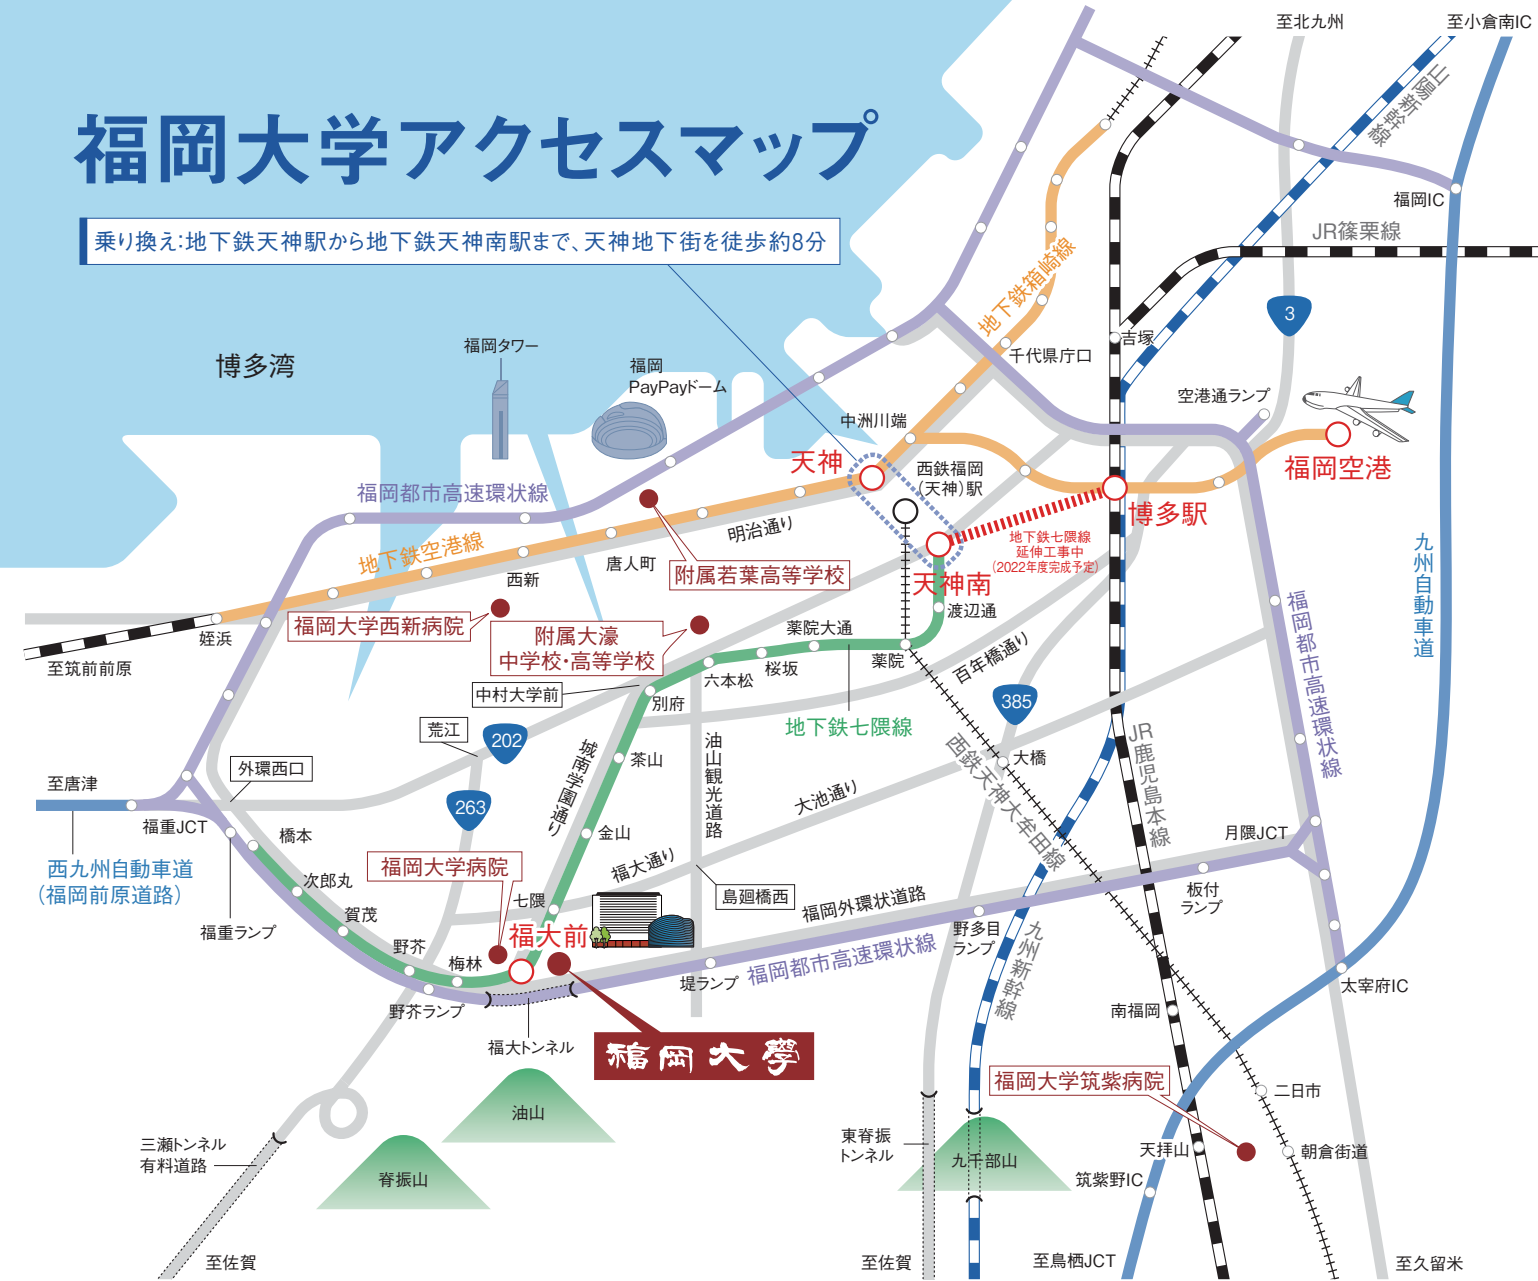 福岡大学アクセスマップ
乗り換え:地下鉄天神駅から地下鉄天神南駅まで、天神地下街を徒歩約8分
至北九州
至小倉南IC
山陽新幹線
福岡IC
JR篠栗線
地下鉄箱崎線
3
千代県庁口
吉塚
博多湾
福岡タワー
福岡
PayPayドーム
空港通ランプ
中洲川端
天神
西鉄福岡
(天神)駅
福岡空港
福岡都市高速環状線
博多駅
明治通り
地下鉄空港線
地下鉄七隈線
延伸工事中
(2022年度完成予定)
九州自動車道
西新
唐人町
附属若葉高等学校
天神南
渡辺通
福岡大学西新病院
附属大濠
中学校・高等学校
姪浜
至筑前前原
薬院大通
薬院
桜坂
六本松
百年橋通り
福岡都市高速環状線
中村大学前
別府
385
荒江
202
地下鉄七隈線
城南学園通り
茶山
油山観光道路
西鉄天神大牟田線
大橋
JR鹿児島本線
外環西口
至唐津
263
大池通り
福重JCT
橋本
金山
月隈JCT
西九州自動車道
(福岡前原道路)
福岡大学病院
福大通り
次郎丸
島廻橋西
福岡外環状道路
板付
ランプ
賀茂
七隈
福重ランプ
福大前
野多目
ランプ
九州新幹線
野芥
梅林
福岡都市高速環状線
堤ランプ
太宰府IC
野芥ランプ
南福岡
福大トンネル
福岡大學
福岡大学筑紫病院
二日市
油山
三瀬トンネル
有料道路
東脊振
トンネル
九千部山
天拝山
朝倉街道
脊振山
筑紫野IC
至佐賀
至佐賀
至鳥栖JCT
至久留米